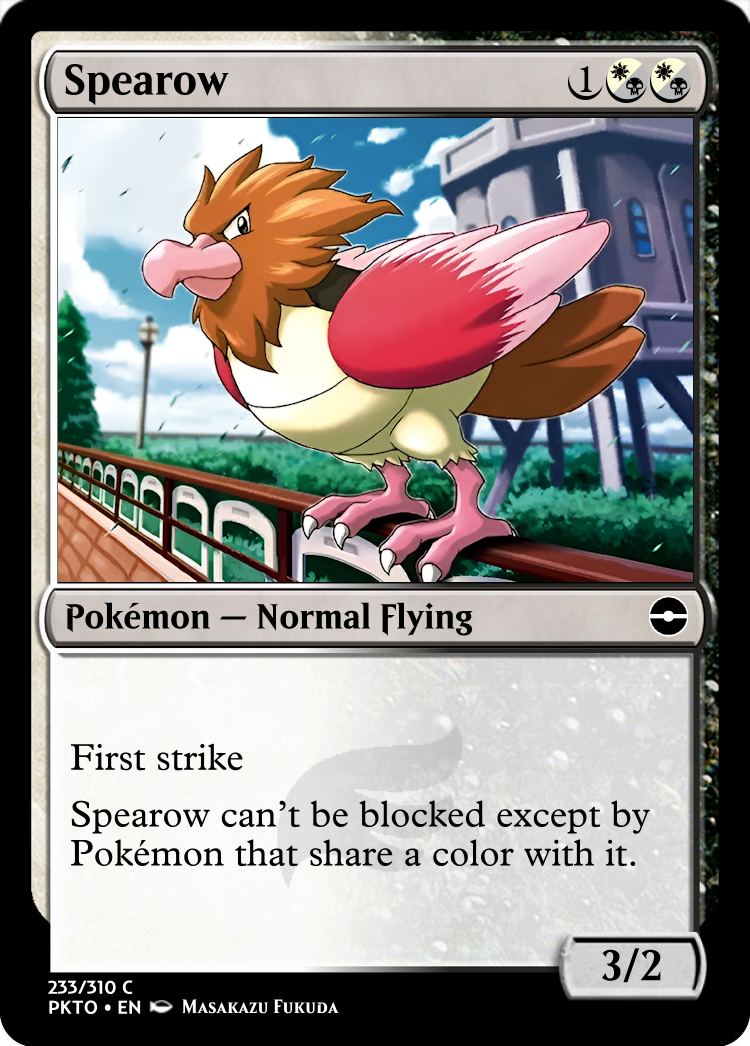 Spearow 1
Pokémon — Normal Flying
First strike
Spearow can't be blocked except by
Pokémon that share a color with it.
3/2
233/310 C
PKTO • EN Masakazu Fukuda